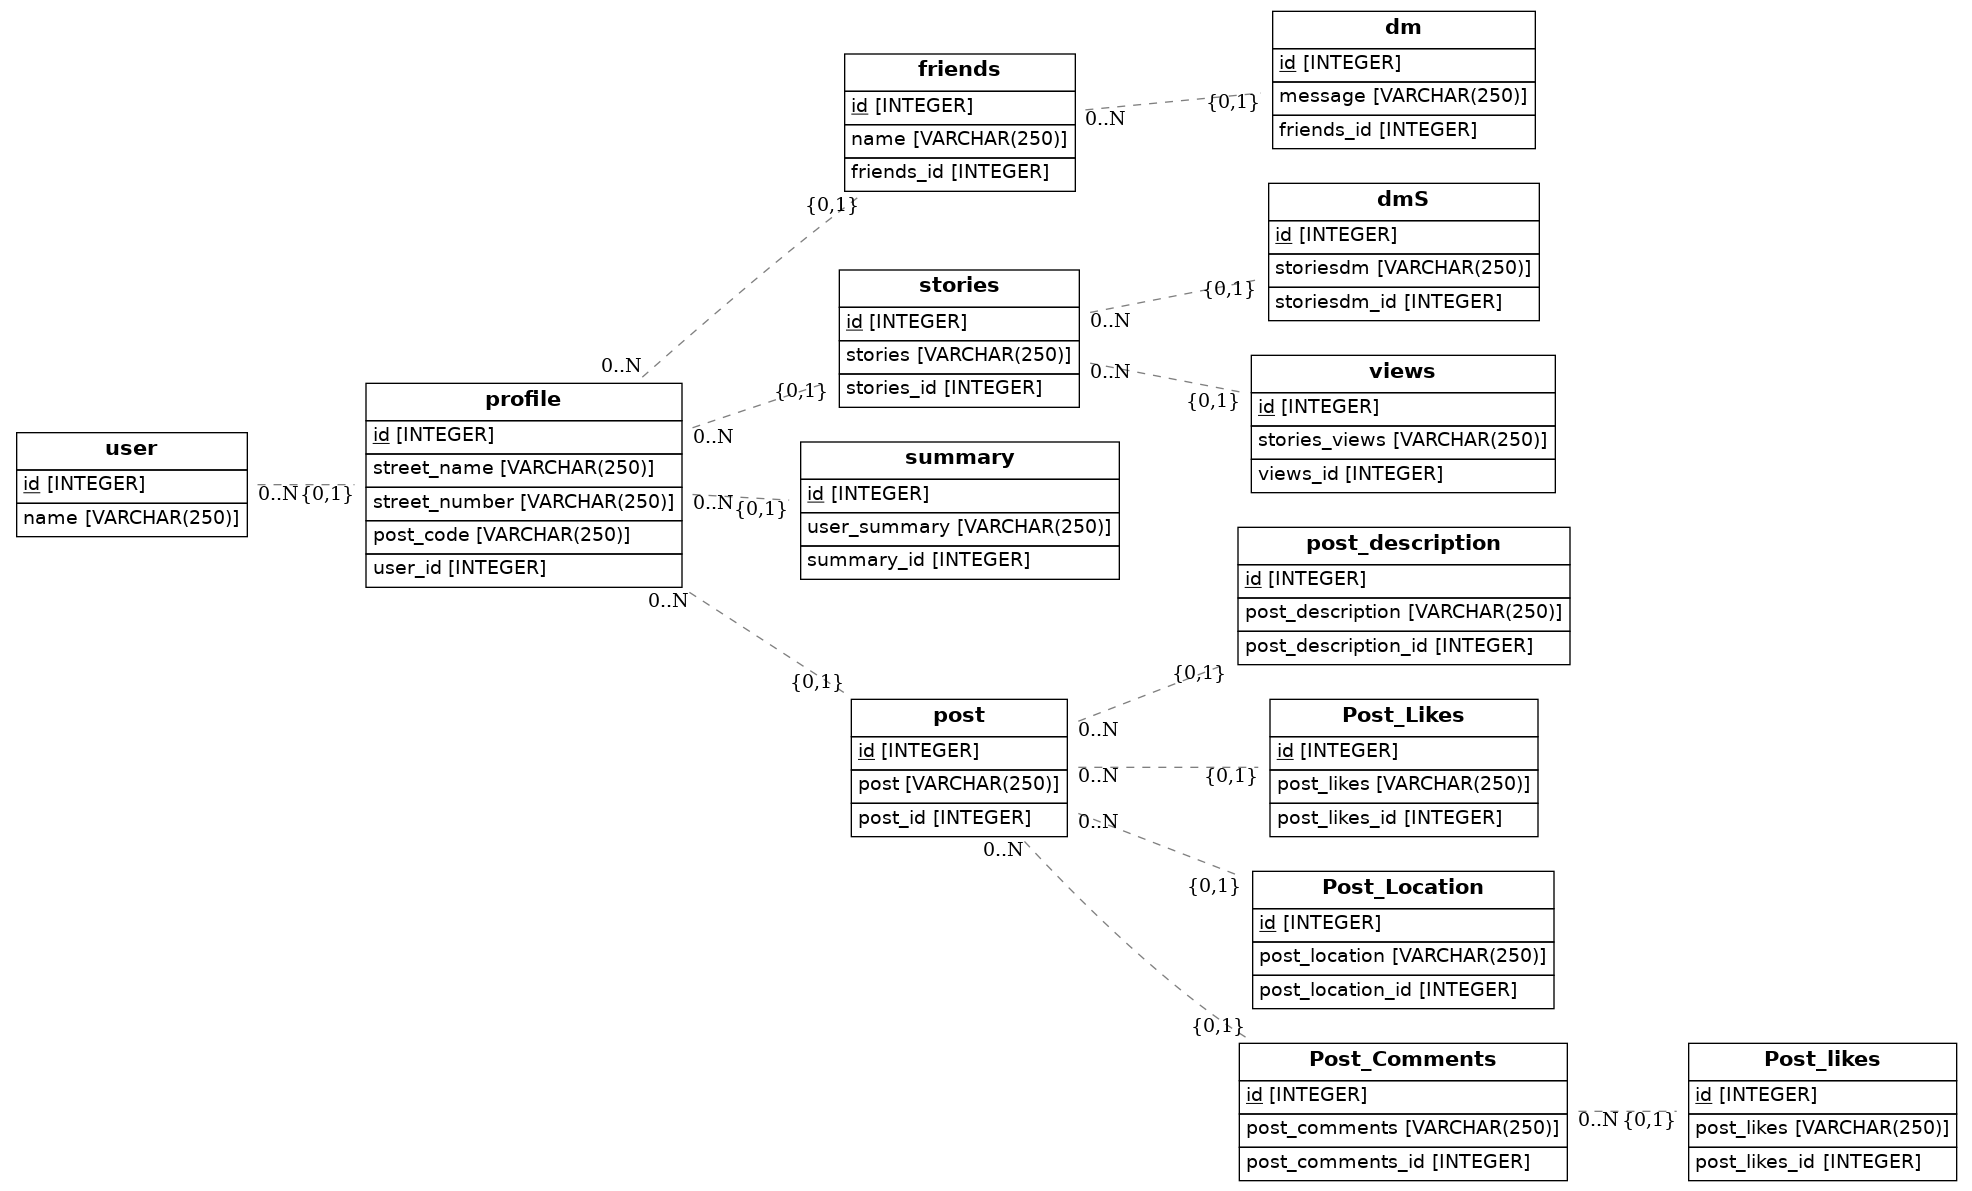 user
id [INTEGER]
name [VARCHAR(250)]
0..N
{0,1}
profile
id [INTEGER]
street_name [VARCHAR(250)]
street_number [VARCHAR(250)]
post_code [VARCHAR(250)]
user_id [INTEGER]
0..N
{0,1}
0..N
{0,1}
0..N
{0,1}
0..N
{0,1}
friends
id [INTEGER]
name [VARCHAR(250)]
friends_id [INTEGER]
0..N
{0,1}
stories
id [INTEGER]
stories [VARCHAR(250)]
stories_id [INTEGER]
0..N
{0,1}
0..N
{0,1}
summary
id [INTEGER]
user_summary [VARCHAR(250)]
summary_id [INTEGER]
post
id [INTEGER]
post [VARCHAR(250)]
post_id [INTEGER]
0..N
{0,1}
0..N
{0,1}
0..N
{0,1}
0..N
{0,1}
dm
id [INTEGER]
message [VARCHAR(250)]
friends_id [INTEGER]
dmS
id [INTEGER]
storiesdm [VARCHAR(250)]
storiesdm_id [INTEGER]
views
id [INTEGER]
stories_views [VARCHAR(250)]
views_id [INTEGER]
post_description
id [INTEGER]
post_description [VARCHAR(250)]
post_description_id [INTEGER]
Post_Likes
id [INTEGER]
post_likes [VARCHAR(250)]
post_likes_id [INTEGER]
Post_Location
id [INTEGER]
post_location [VARCHAR(250)]
post_location_id [INTEGER]
Post_Comments
id [INTEGER]
post_comments [VARCHAR(250)]
post_comments_id [INTEGER]
0..N
{0,1}
Post_likes
id [INTEGER]
post_likes [VARCHAR(250)]
post_likes_id [INTEGER]